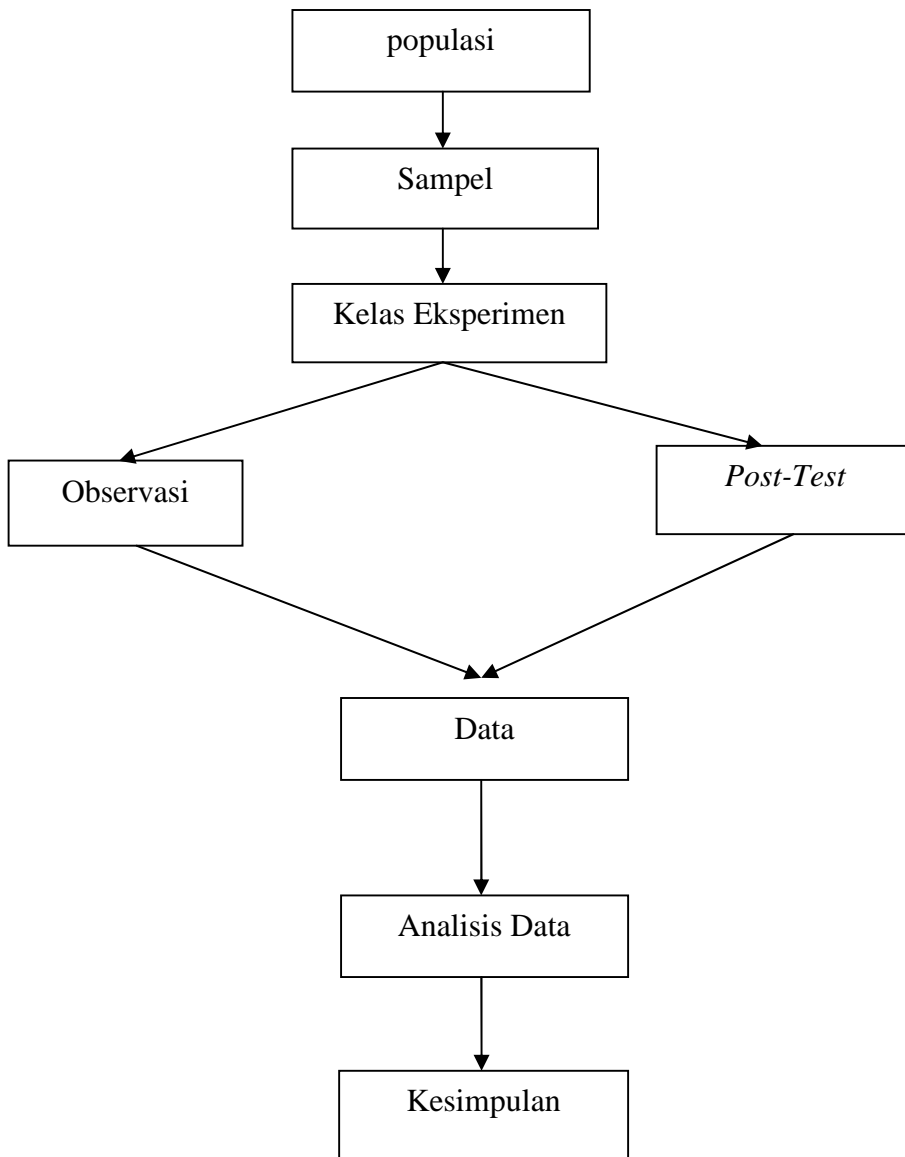 populasi
Sampel
Kelas Eksperimen
Observasi
Post-Test
Data
Analisis Data
Kesimpulan